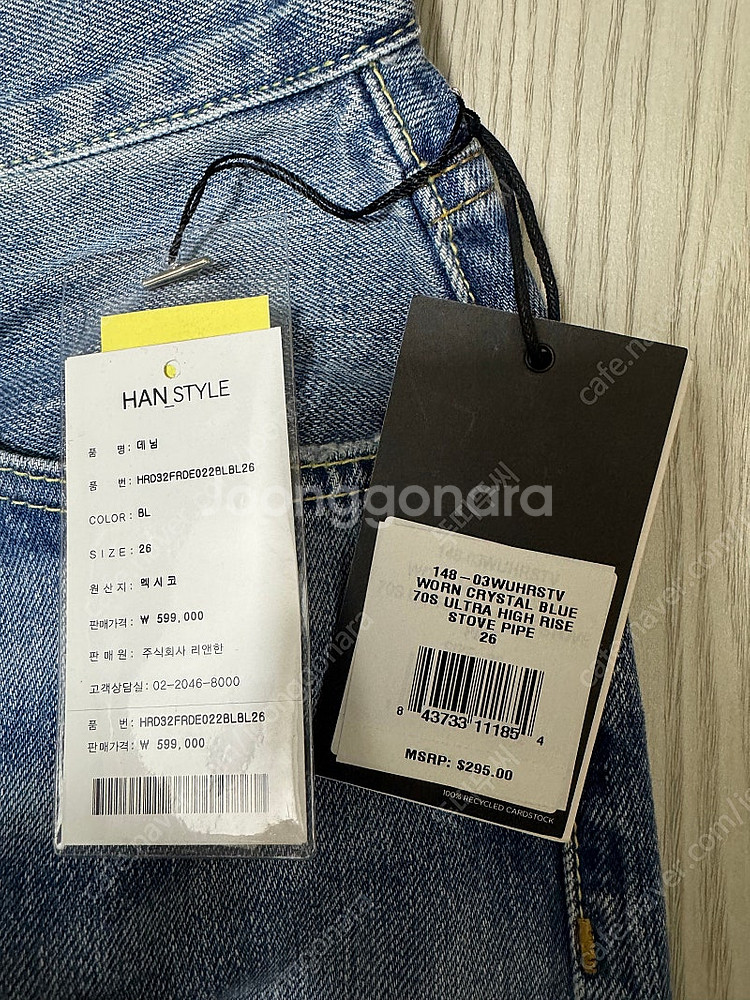 HAN_STYLE
품 명: 데님
품 번: HRD32FRDE022BLBL26
COLOR: BL
SIZE: 26
원산지: 멕시코
판매가격: ₩ 599,000
판매원: 주식회사 리앤한
고객상담실: 02-2046-8000
품 번: HRD32FRDE022BLBL26
판매가격: ₩ 599,000
Joonggonara
148-03WUHRSTV
WORN CRYSTAL BLUE
70S ULTRA HIGH RISE
STOVE PIPE
26
8 43733 11185 4
MSRP: $295.00
100% RECYCLED CARDSTOCK